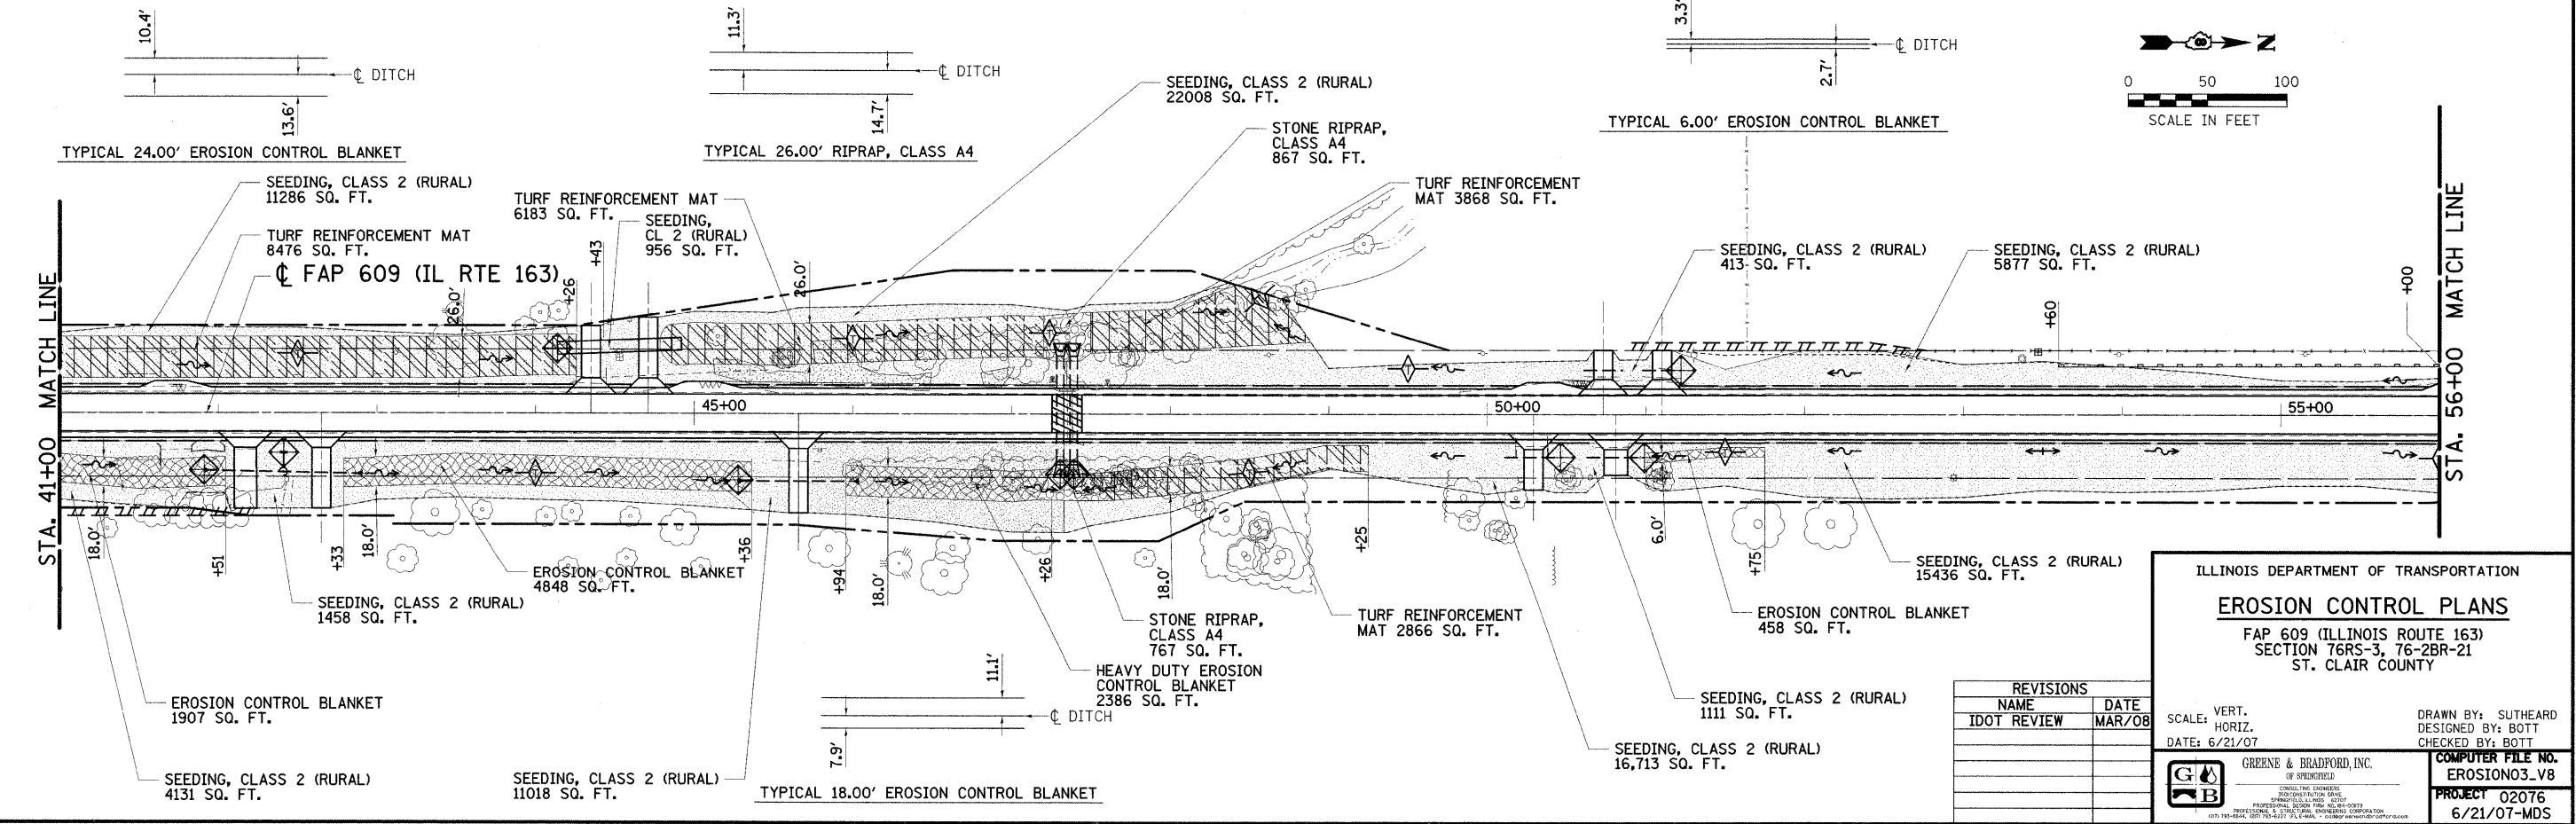 10.4'
℄ DITCH
13.6'
TYPICAL 24.00' EROSION CONTROL BLANKET
11.3'
℄ DITCH
14.7'
TYPICAL 26.00' RIPRAP, CLASS A4
3.3'
℄ DITCH
2.7'
TYPICAL 6.00' EROSION CONTROL BLANKET
N
0 50 100
SCALE IN FEET
SEEDING, CLASS 2 (RURAL)
22008 SQ. FT.
STONE RIPRAP,
CLASS A4
867 SQ. FT.
TURF REINFORCEMENT
MAT 3868 SQ. FT.
SEEDING, CLASS 2 (RURAL)
11286 SQ. FT.
TURF REINFORCEMENT MAT
8476 SQ. FT.
℄ FAP 609 (IL RTE 163)
TURF REINFORCEMENT MAT
6183 SQ. FT.
SEEDING,
CL 2 (RURAL)
956 SQ. FT.
SEEDING, CLASS 2 (RURAL)
413 SQ. FT.
SEEDING, CLASS 2 (RURAL)
5877 SQ. FT.
26.0'
+26
+43
26.0'
+60
+00
STA. 41+00 MATCH LINE
STA. 56+00 MATCH LINE
45+00
50+00
55+00
18.0'
+51
+33
18.0'
+36
+94
18.0'
+26
18.0'
+25
6.0'
+75
EROSION CONTROL BLANKET
4848 SQ. FT.
SEEDING, CLASS 2 (RURAL)
1458 SQ. FT.
STONE RIPRAP,
CLASS A4
767 SQ. FT.
HEAVY DUTY EROSION
CONTROL BLANKET
2386 SQ. FT.
TURF REINFORCEMENT
MAT 2866 SQ. FT.
SEEDING, CLASS 2 (RURAL)
15436 SQ. FT.
EROSION CONTROL BLANKET
458 SQ. FT.
SEEDING, CLASS 2 (RURAL)
1111 SQ. FT.
SEEDING, CLASS 2 (RURAL)
16,713 SQ. FT.
EROSION CONTROL BLANKET
1907 SQ. FT.
SEEDING, CLASS 2 (RURAL)
4131 SQ. FT.
SEEDING, CLASS 2 (RURAL)
11018 SQ. FT.
11.1'
℄ DITCH
7.9'
TYPICAL 18.00' EROSION CONTROL BLANKET
REVISIONS
NAME DATE
IDOT REVIEW MAR/08
ILLINOIS DEPARTMENT OF TRANSPORTATION
EROSION CONTROL PLANS
FAP 609 (ILLINOIS ROUTE 163)
SECTION 76RS-3, 76-2BR-21
ST. CLAIR COUNTY
SCALE: VERT.
HORIZ.
DATE: 6/21/07
DRAWN BY: SUTHEARD
DESIGNED BY: BOTT
CHECKED BY: BOTT
G B
GREENE & BRADFORD, INC.
OF SPRINGFIELD
CONSULTING ENGINEERS
COMPUTER FILE NO.
EROSION03_V8
PROJECT 02076
6/21/07-MDS